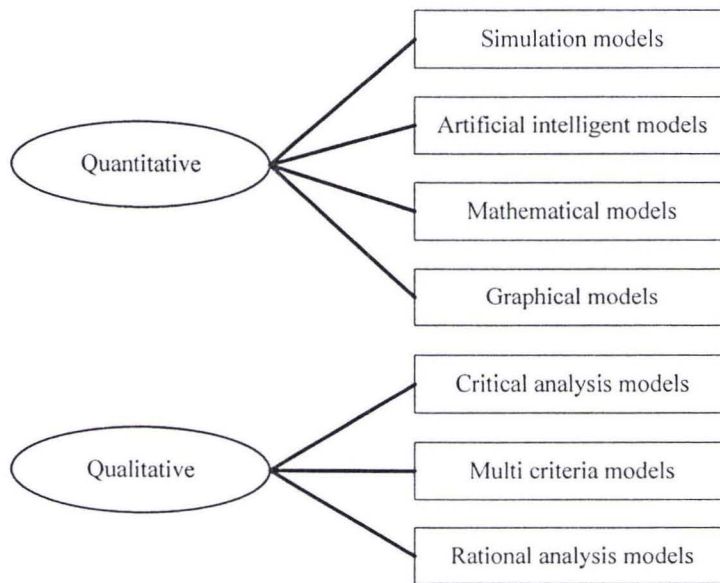 Quantitative
Simulation models
Artificial intelligent models
Mathematical models
Graphical models
Qualitative
Critical analysis models
Multi criteria models
Rational analysis models